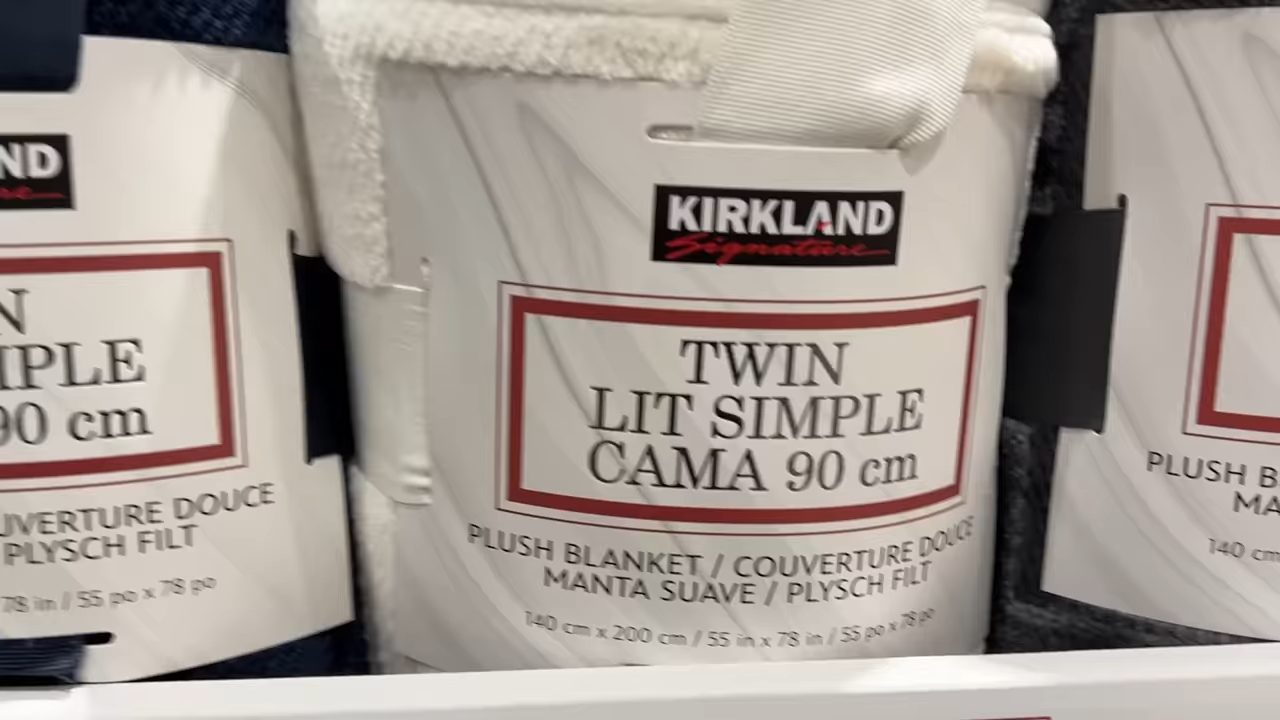 ND
IPLE
90 cm
DOUCE
PLYSCH FILT
78 in / 55 po x 78 po
KIRKLAND
Signature
TWIN
LIT SIMPLE
CAMA 90 cm
PLUSH BLANKET / COUVERTURE DOUCE
MANTA SUAVE / PLYSCH FILT
140 cm x 200 cm / 55 in x 78 in / 55 po x 78 po
PLUSH
140 cm